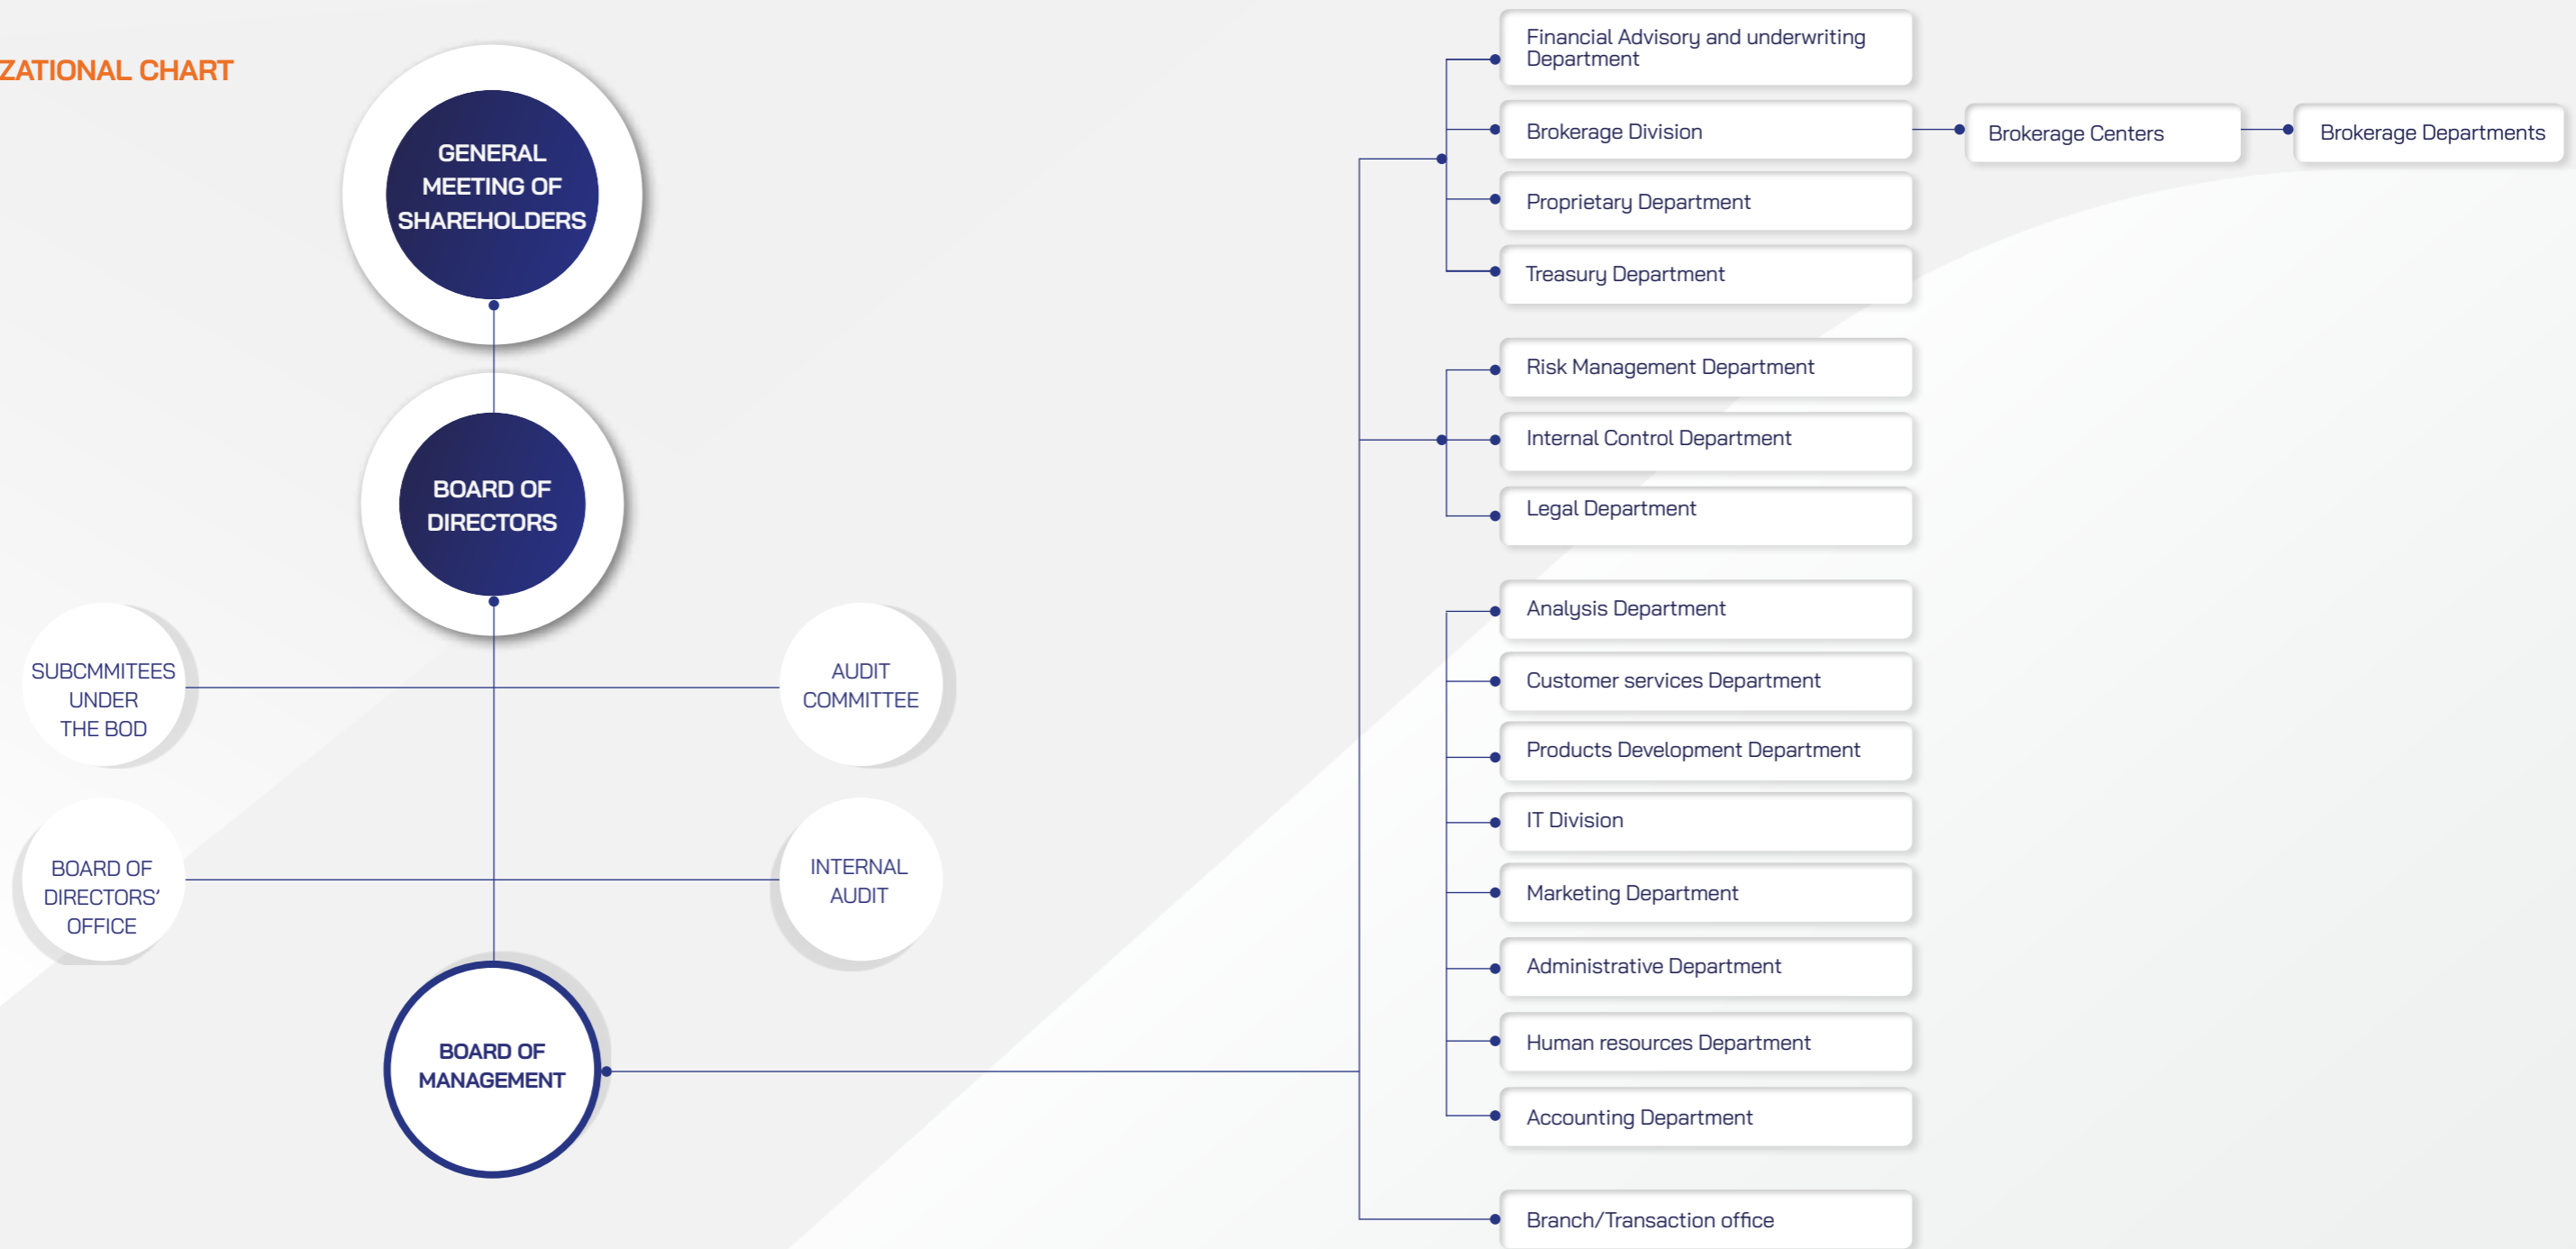 ZATIONAL CHART
GENERAL
MEETING OF
SHAREHOLDERS
BOARD OF
DIRECTORS
SUBCMMITEES
UNDER
THE BOD
AUDIT
COMMITTEE
BOARD OF
DIRECTORS’
OFFICE
INTERNAL
AUDIT
BOARD OF
MANAGEMENT
Financial Advisory and underwriting
Department
Brokerage Division
Brokerage Centers
Brokerage Departments
Proprietary Department
Treasury Department
Risk Management Department
Internal Control Department
Legal Department
Analysis Department
Customer services Department
Products Development Department
IT Division
Marketing Department
Administrative Department
Human resources Department
Accounting Department
Branch/Transaction office